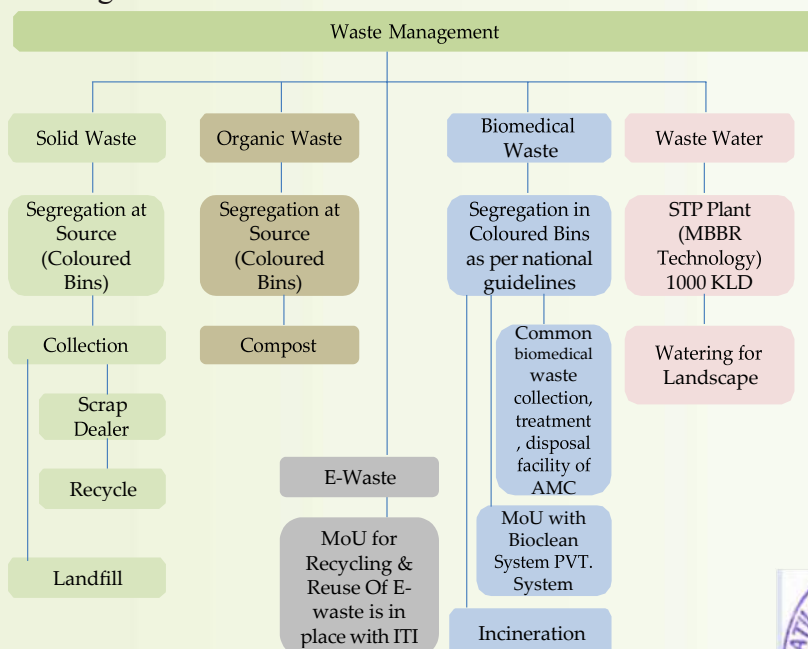 Waste Management
Solid Waste
Organic Waste
Biomedical
Waste
Waste Water
Segregation at
Source
(Coloured
Bins)
Segregation at
Source
(Coloured
Bins)
Segregation in
Coloured Bins
as per national
guidelines
STP Plant
(MBBR
Technology)
1000 KLD
Collection
Compost
Common
biomedical
waste
collection,
treatment
, disposal
facility of
AMC
Watering for
Landscape
Scrap
Dealer
Recycle
E-Waste
MoU with
Bioclean
System PVT.
System
Landfill
MoU for
Recycling &
Reuse Of E-
waste is in
place with ITI
Incineration